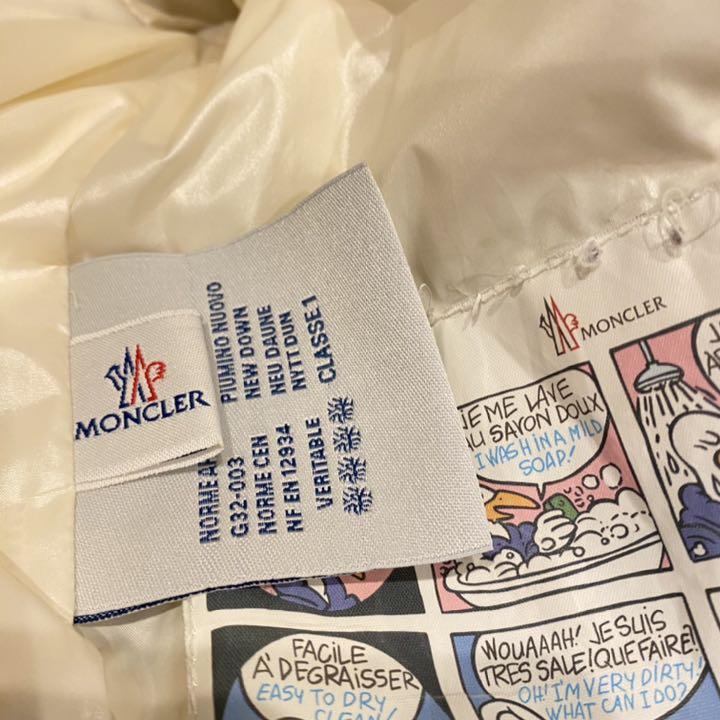 MONCLER
PIUMINO NUOVO
NEW DOWN
NEU DAUNE
NYTT DUN
CLASSE 1
NORME
G32-003
NORME CEN
NF EN 12934
VERITABLE
MONCLER
JE ME LAVE
AU SAVON DOUX
I WASH IN A MILD
SOAP!
FACILE
A DEGRAISSER
EASY TO DRY
CLEAN!
WOUAAAH! JE SUIS
TRES SALE! QUE FAIRE!
OH! I'M VERY DIRTY!
WHAT CAN I DO?